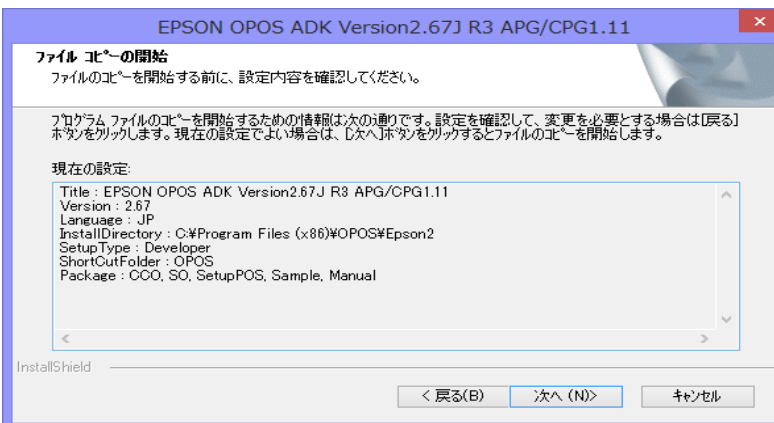 EPSON OPOS ADK Version2.67J R3 APG/CPG1.11
ファイル コピーの開始
ファイルのコピーを開始する前に、設定内容を確認してください。
プログラム ファイルのコピーを開始するための情報は次の通りです。設定を確認して、変更を必要とする場合は[戻る]
ボタンをクリックします。現在の設定でよい場合は、[次へ]ボタンをクリックするとファイルのコピーを開始します。
現在の設定:
Title : EPSON OPOS ADK Version2.67J R3 APG/CPG1.11
Version : 2.67
Language : JP
InstallDirectory : C:¥Program Files (x86)¥OPOS¥Epson2
SetupType : Developer
ShortCutFolder : OPOS
Package : CCO, SO, SetupPOS, Sample, Manual
InstallShield
< 戻る(B)
次へ (N)>
キャンセル